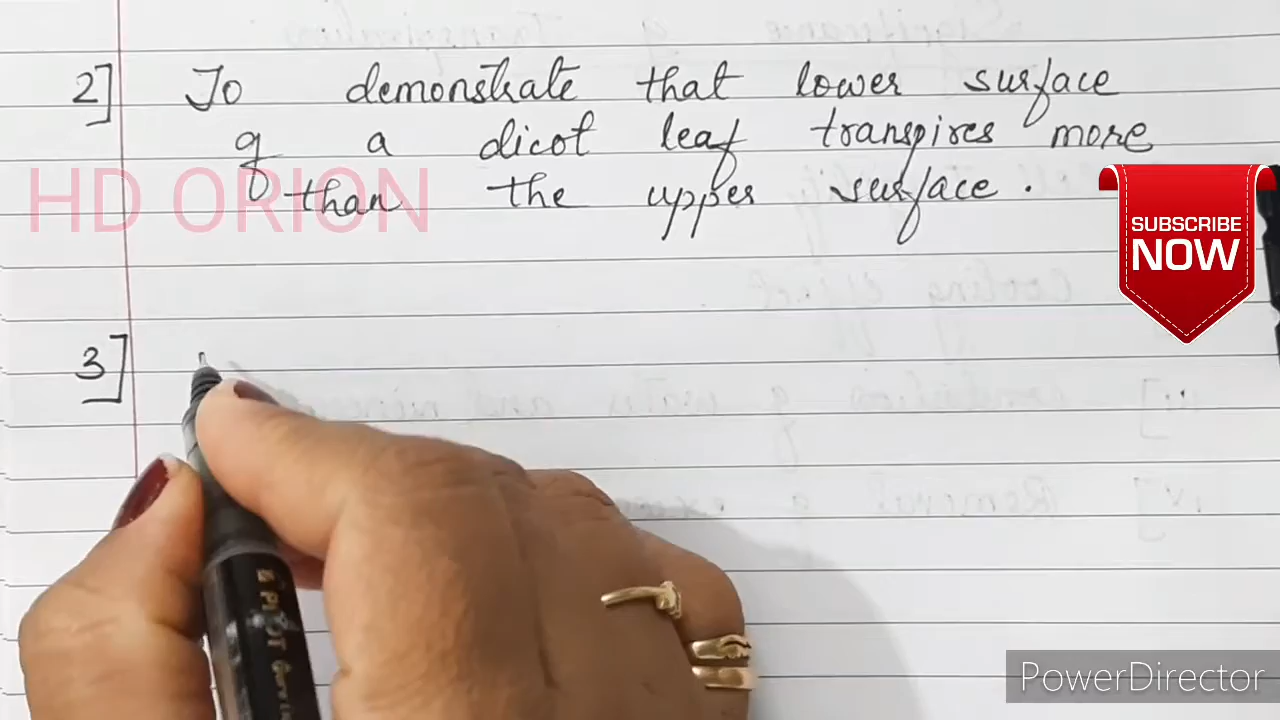 2] To demonstrate that lower surface
of a dicot leaf transpires more
than the upper surface.
HD ORION
SUBSCRIBE
NOW
3]
PILOT
PowerDirector